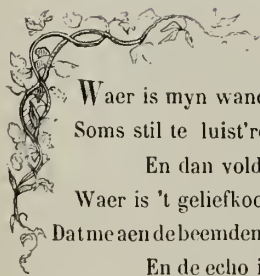 Waer is myn wand
Soms stil te luist'r
En dan vold
Waer is 't geliefkoo
Dat me aen de beemden
En de echo i